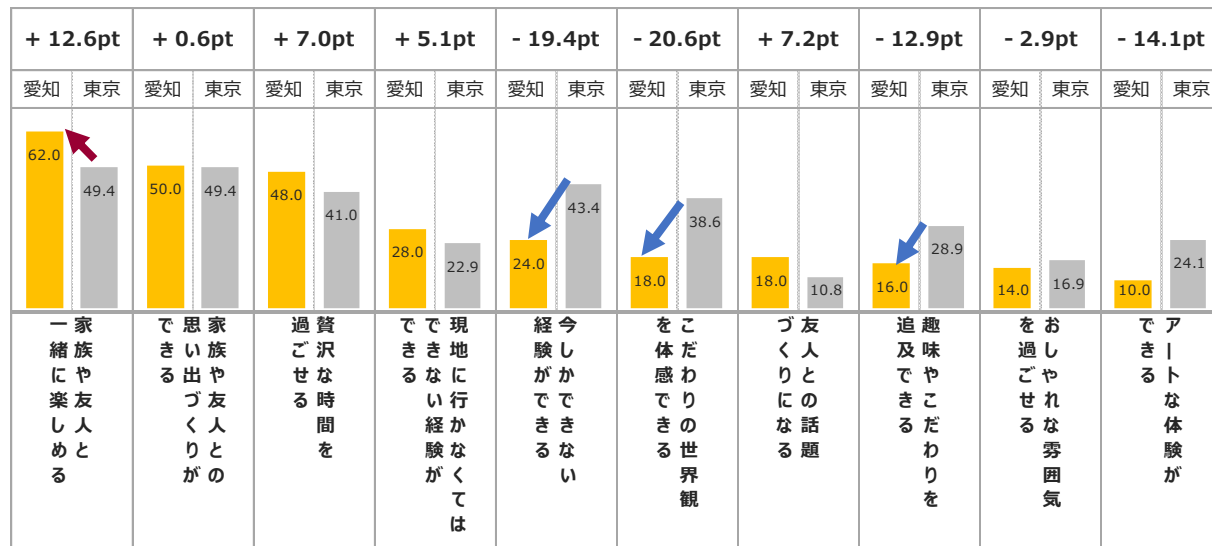 + 12.6pt + 0.6pt + 7.0pt + 5.1pt - 19.4pt - 20.6pt + 7.2pt - 12.9pt - 2.9pt - 14.1pt
愛知 東京 愛知 東京 愛知 東京 愛知 東京 愛知 東京 愛知 東京 愛知 東京 愛知 東京 愛知 東京 愛知 東京
62.0 49.4 50.0 49.4 48.0 41.0 28.0 22.9 24.0 43.4 18.0 38.6 18.0 10.8 16.0 28.9 14.0 16.9 10.0 24.1
家族や友人と
一緒に楽しめる
家族や友人との
思い出づくりが
できる
贅沢な時間を
過ごせる
現地に行かなくては
できない経験が
できる
今しかできない
経験ができる
こだわりの世界観
を体感できる
友人との話題
づくりになる
趣味やこだわりを
追及できる
おしゃれな雰囲気
を過ごせる
アートな体験が
できる